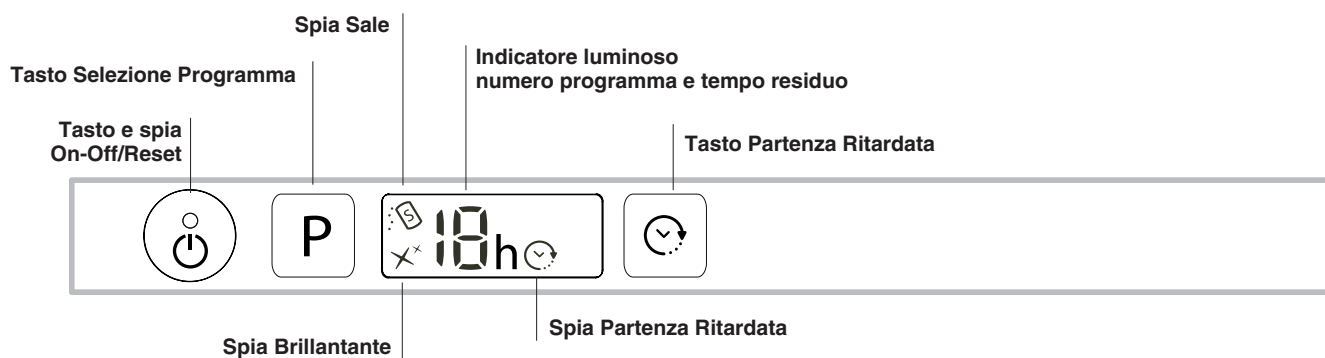 Spia Sale
Indicatore luminoso
numero programma e tempo residuo
Tasto Selezione Programma
Tasto e spia
On-Off/Reset
Tasto Partenza Ritardata
P
S
18h
Spia Partenza Ritardata
Spia Brillantante